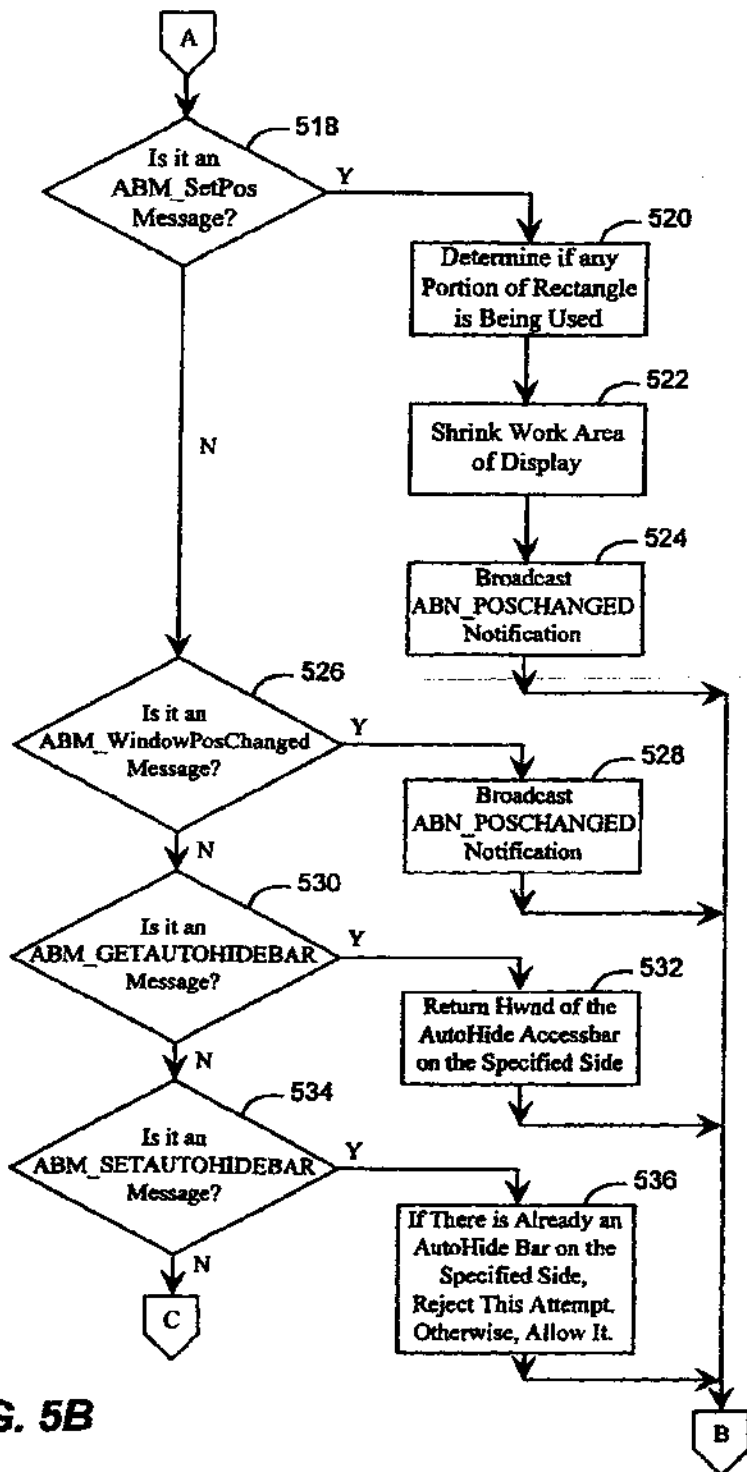 A
518
Is it an
ABM_SetPos
Message?
Y
520
Determine if any
Portion of Rectangle
is Being Used
522
Shrink Work Area
of Display
N
524
Broadcast
ABN_POSCHANGED
Notification
526
Is it an
ABM_WindowPosChanged
Message?
Y
528
Broadcast
ABN_POSCHANGED
Notification
N
530
Is it an
ABM_GETAUTOHIDEBAR
Message?
Y
532
Return Hwnd of the
AutoHide Accessbar
on the Specified Side
N
534
Is it an
ABM_SETAUTOHIDEBAR
Message?
Y
536
If There is Already an
AutoHide Bar on the
Specified Side,
Reject This Attempt.
Otherwise, Allow It.
N
C
G. 5B
B